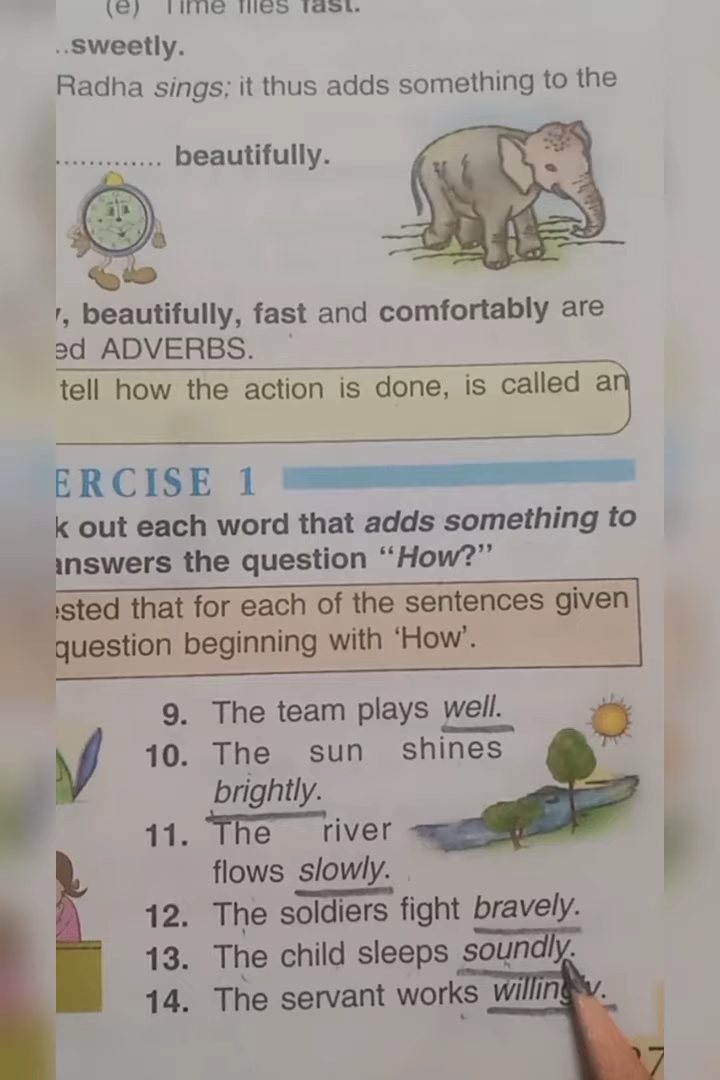 (e) Time flies fast.
..sweetly.
Radha sings; it thus adds something to the
............. beautifully.
, beautifully, fast and comfortably are
ed ADVERBS.
tell how the action is done, is called an
ERCISE 1
k out each word that adds something to
answers the question “How?”
ested that for each of the sentences given
question beginning with ‘How’.
9. The team plays well.
10. The sun shines
brightly.
11. The river
flows slowly.
12. The soldiers fight bravely.
13. The child sleeps soundly.
14. The servant works willingly.
7